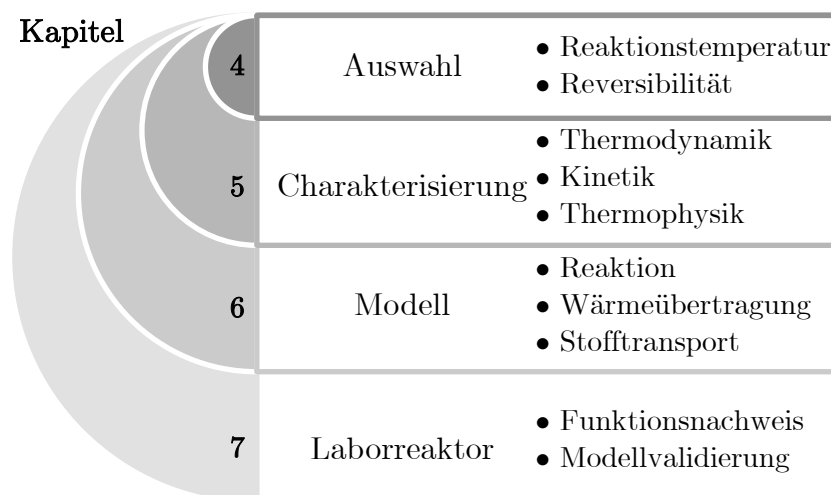 Kapitel
4
Auswahl
• Reaktionstemperatur
• Reversibilität
5
Charakterisierung
• Thermodynamik
• Kinetik
• Thermophysik
6
Modell
• Reaktion
• Wärmeübertragung
• Stofftransport
7
Laborreaktor
• Funktionsnachweis
• Modellvalidierung